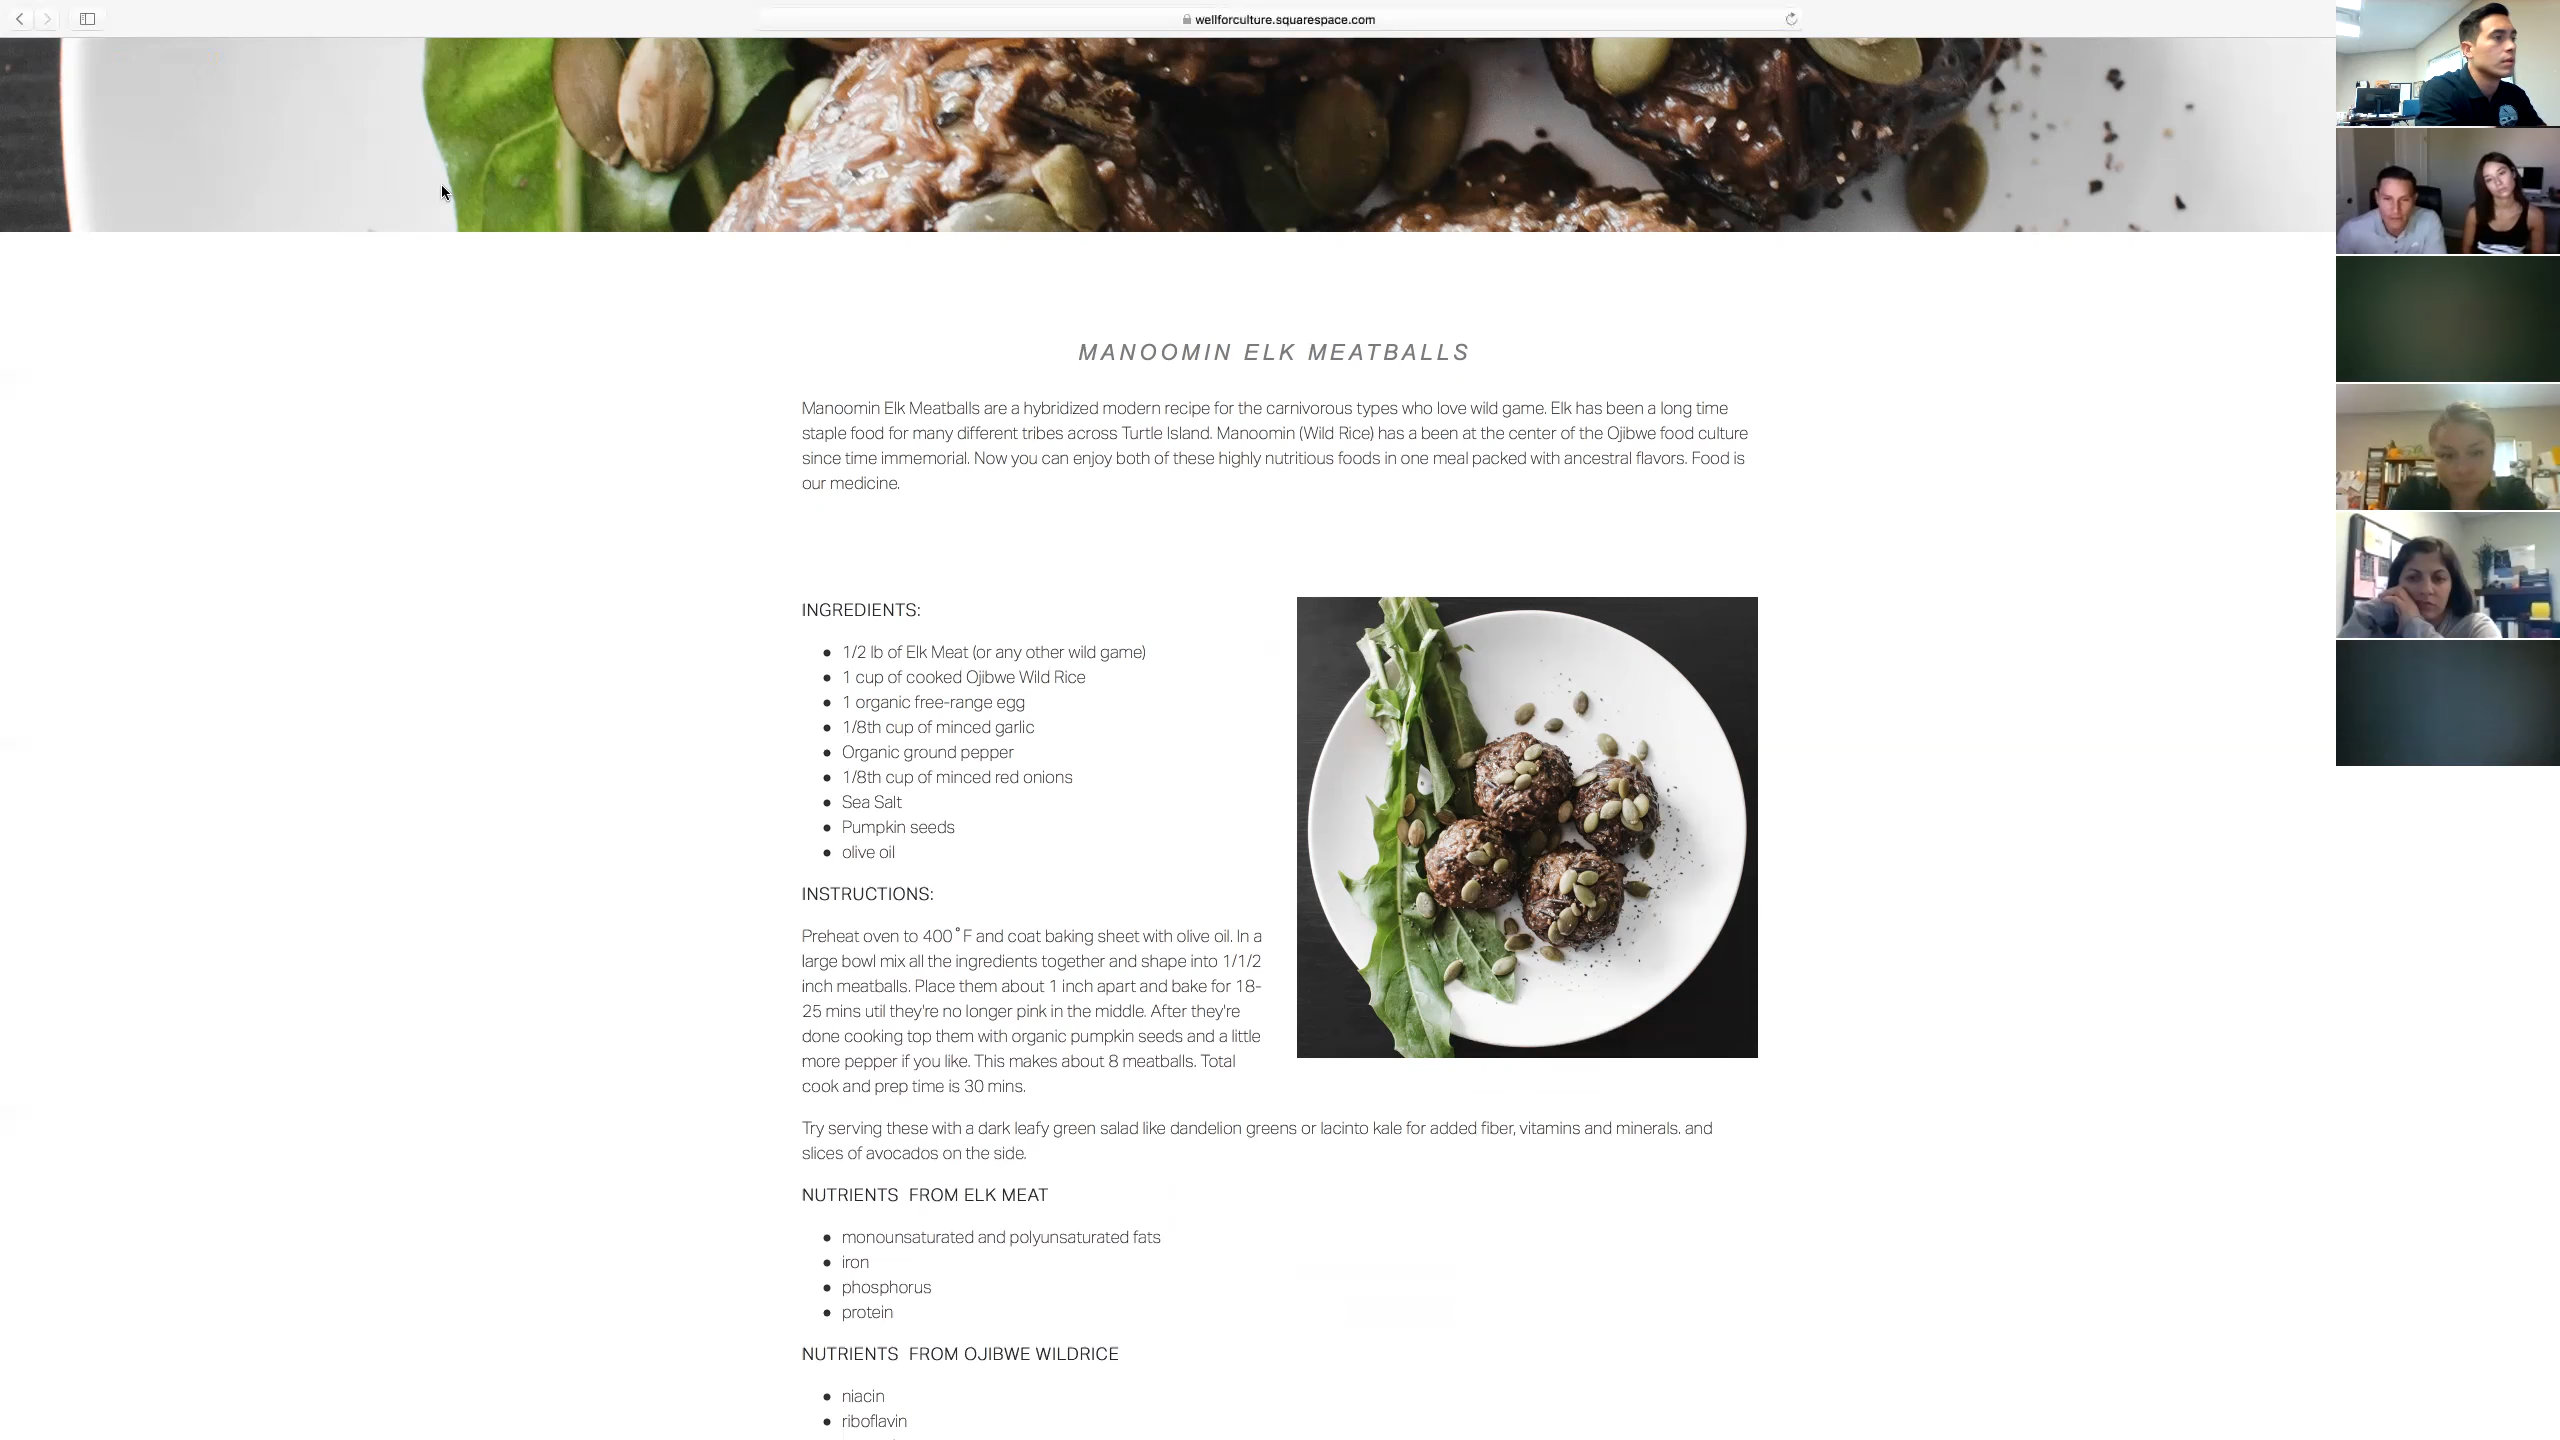 wellforculture.squarespace.com
MANOOMIN ELK MEATBALLS
Manoomin Elk Meatballs are a hybridized modern recipe for the carnivorous types who love wild game. Elk has been a long time
staple food for many different tribes across Turtle Island. Manoomin (Wild Rice) has a been at the center of the Ojibwe food culture
since time immemorial. Now you can enjoy both of these highly nutritious foods in one meal packed with ancestral flavors. Food is
our medicine.
INGREDIENTS:
1/2 lb of Elk Meat (or any other wild game)
1 cup of cooked Ojibwe Wild Rice
1 organic free-range egg
1/8th cup of minced garlic
Organic ground pepper
1/8th cup of minced red onions
Sea Salt
Pumpkin seeds
olive oil
INSTRUCTIONS:
Preheat oven to 400˚F and coat baking sheet with olive oil. In a
large bowl mix all the ingredients together and shape into 1/1/2
inch meatballs. Place them about 1 inch apart and bake for 18-
25 mins util they're no longer pink in the middle. After they're
done cooking top them with organic pumpkin seeds and a little
more pepper if you like. This makes about 8 meatballs. Total
cook and prep time is 30 mins.
Try serving these with a dark leafy green salad like dandelion greens or lacinto kale for added fiber, vitamins and minerals. and
slices of avocados on the side.
NUTRIENTS FROM ELK MEAT
monounsaturated and polyunsaturated fats
iron
phosphorus
protein
NUTRIENTS FROM OJIBWE WILDRICE
niacin
riboflavin